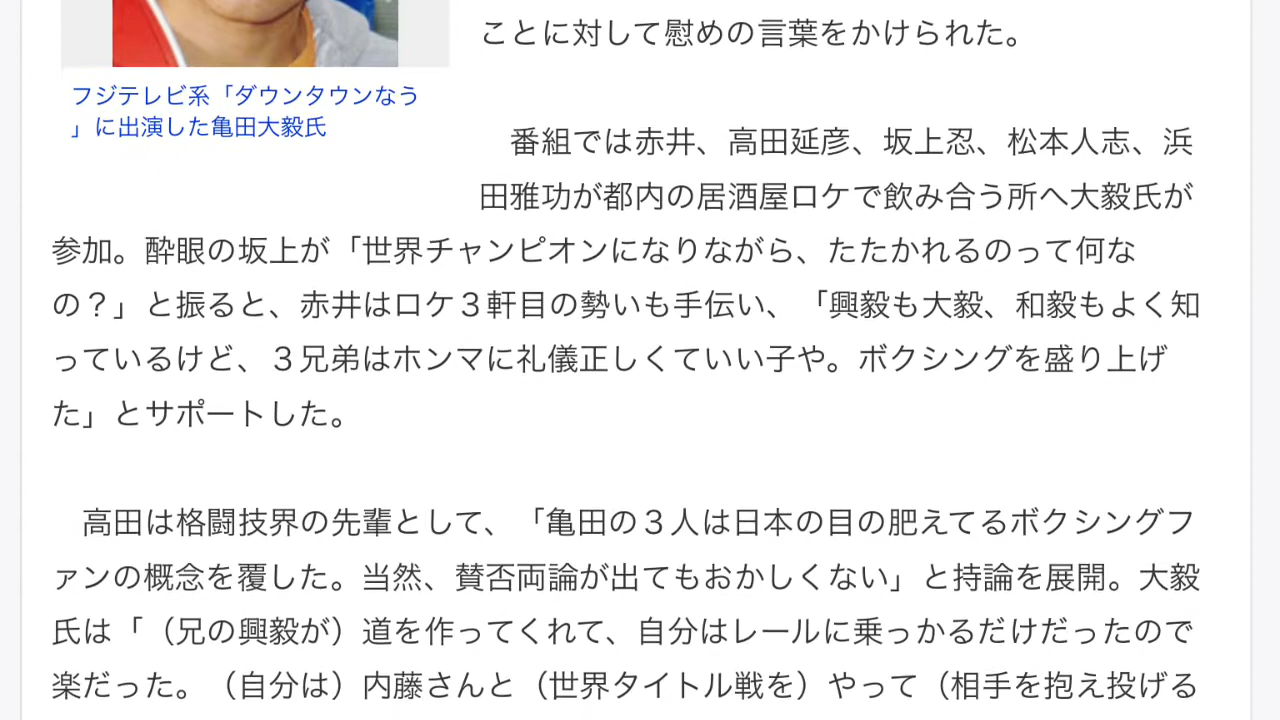 ことに対して慰めの言葉をかけられた。
フジテレビ系「ダウンタウンなう
」に出演した亀田大毅氏
　番組では赤井、高田延彦、坂上忍、松本人志、浜
田雅功が都内の居酒屋ロケで飲み合う所へ大毅氏が
参加。酔眼の坂上が「世界チャンピオンになりながら、たたかれるのって何な
の？」と振ると、赤井はロケ３軒目の勢いも手伝い、「興毅も大毅、和毅もよく知
っているけど、３兄弟はホンマに礼儀正しくていい子や。ボクシングを盛り上げ
た」とサポートした。
　高田は格闘技界の先輩として、「亀田の３人は日本の目の肥えてるボクシングフ
ァンの概念を覆した。当然、賛否両論が出てもおかしくない」と持論を展開。大毅
氏は「（兄の興毅が）道を作ってくれて、自分はレールに乗っかるだけだったので
楽だった。（自分は）内藤さんと（世界タイトル戦を）やって（相手を抱え投げる